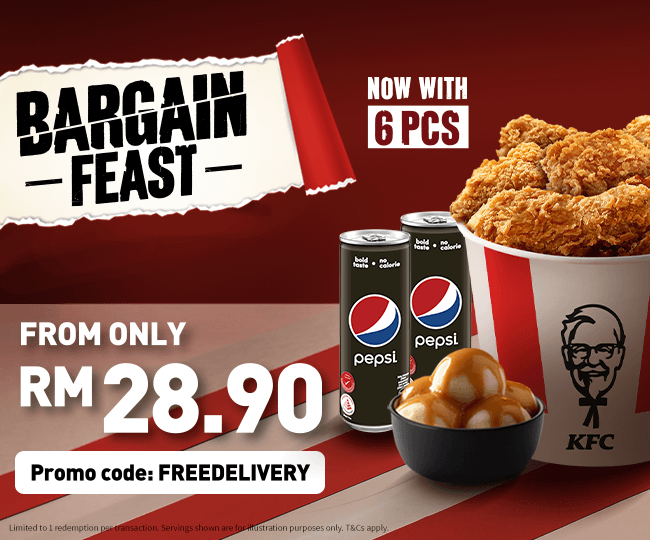 BARGAIN
FEAST
NOW WITH
6 PCS
bold taste • no calorie
pepsi
bold taste • no calorie
pepsi
KFC
FROM ONLY
RM 28.90
Promo code: FREEDELIVERY
Limited to 1 redemption per transaction. Servings shown are for illustration purposes only. T&Cs apply.